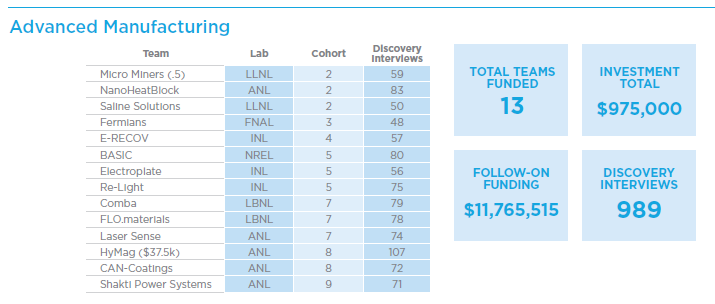 Advanced Manufacturing
Team Lab Cohort Discovery Interviews
Micro Miners (.5) LLNL 2 59
NanoHeatBlock ANL 2 83
Saline Solutions LLNL 2 50
Fermians FNAL 3 48
E-RECOV INL 4 57
BASIC NREL 5 80
Electroplate INL 5 56
Re-Light INL 5 75
Comba LBNL 7 79
FLO.materials LBNL 7 78
Laser Sense ANL 7 74
HyMag ($37.5k) ANL 8 107
CAN-Coatings ANL 8 72
Shakti Power Systems ANL 9 71
TOTAL TEAMS
FUNDED
13
INVESTMENT
TOTAL
$975,000
FOLLOW-ON
FUNDING
$11,765,515
DISCOVERY
INTERVIEWS
989